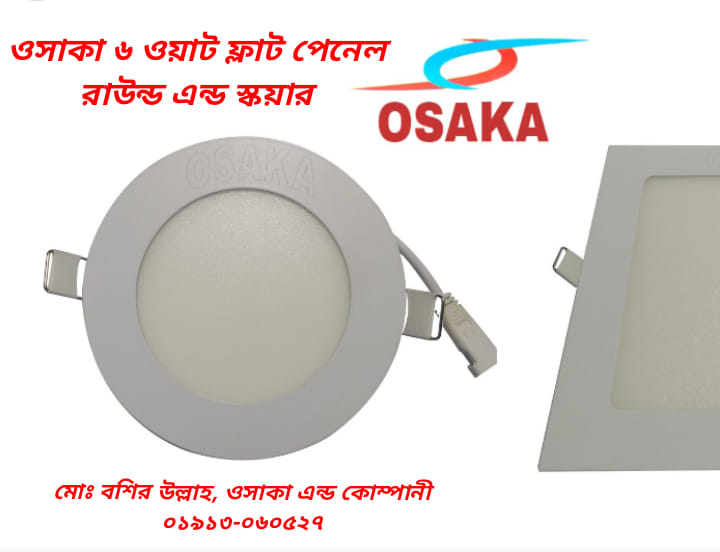 ওসাকা ৬ ওয়াট ফ্লাট পেনেল
রাউন্ড এন্ড স্কয়ার
OSAKA
OSAKA
মোঃ বশির উল্লাহ, ওসাকা এন্ড কোম্পানী
০১৯১৩-০৬০৫২৭